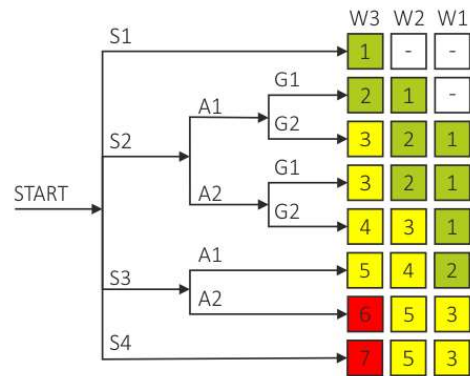 W3 W2 W1
S1 1 - -
G1 2 1 -
A1
G2 3 2 1
S2
G1 3 2 1
START A2
G2 4 3 1
A1 5 4 2
S3
A2 6 5 3
S4 7 5 3